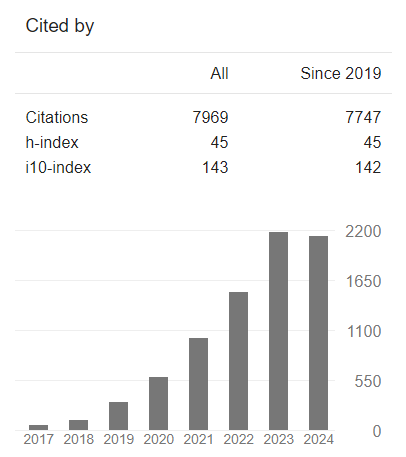 Cited by
All Since 2019
Citations 7969 7747
h-index 45 45
i10-index 143 142
2200
1650
1100
550
0
2017 2018 2019 2020 2021 2022 2023 2024